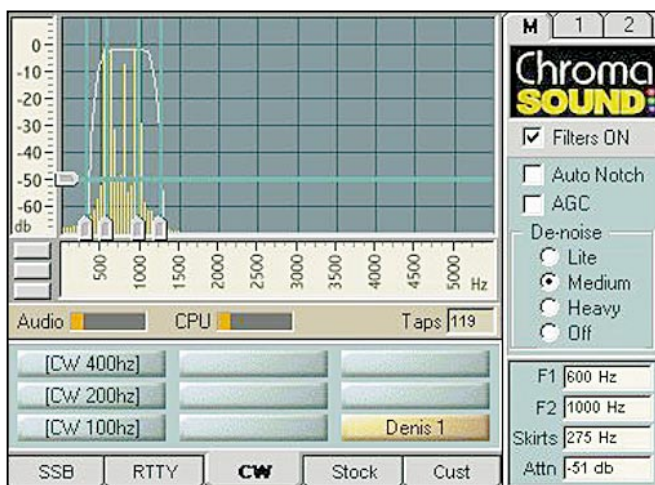 M 1 2
Chroma
SOUND
Filters ON
Auto Notch
AGC
De-noise
Lite
Medium
Heavy
Off
F1 600 Hz
F2 1000 Hz
Skirts 275 Hz
Attn -51 db
0
-10
-20
-30
-40
-50
-60
db
500 1000 1500 2000 2500 3000 3500 4000 4500 5000 Hz
Audio CPU Taps 119
[CW 400hz]
[CW 200hz]
[CW 100hz] Denis 1
SSB RTTY CW Stock Cust